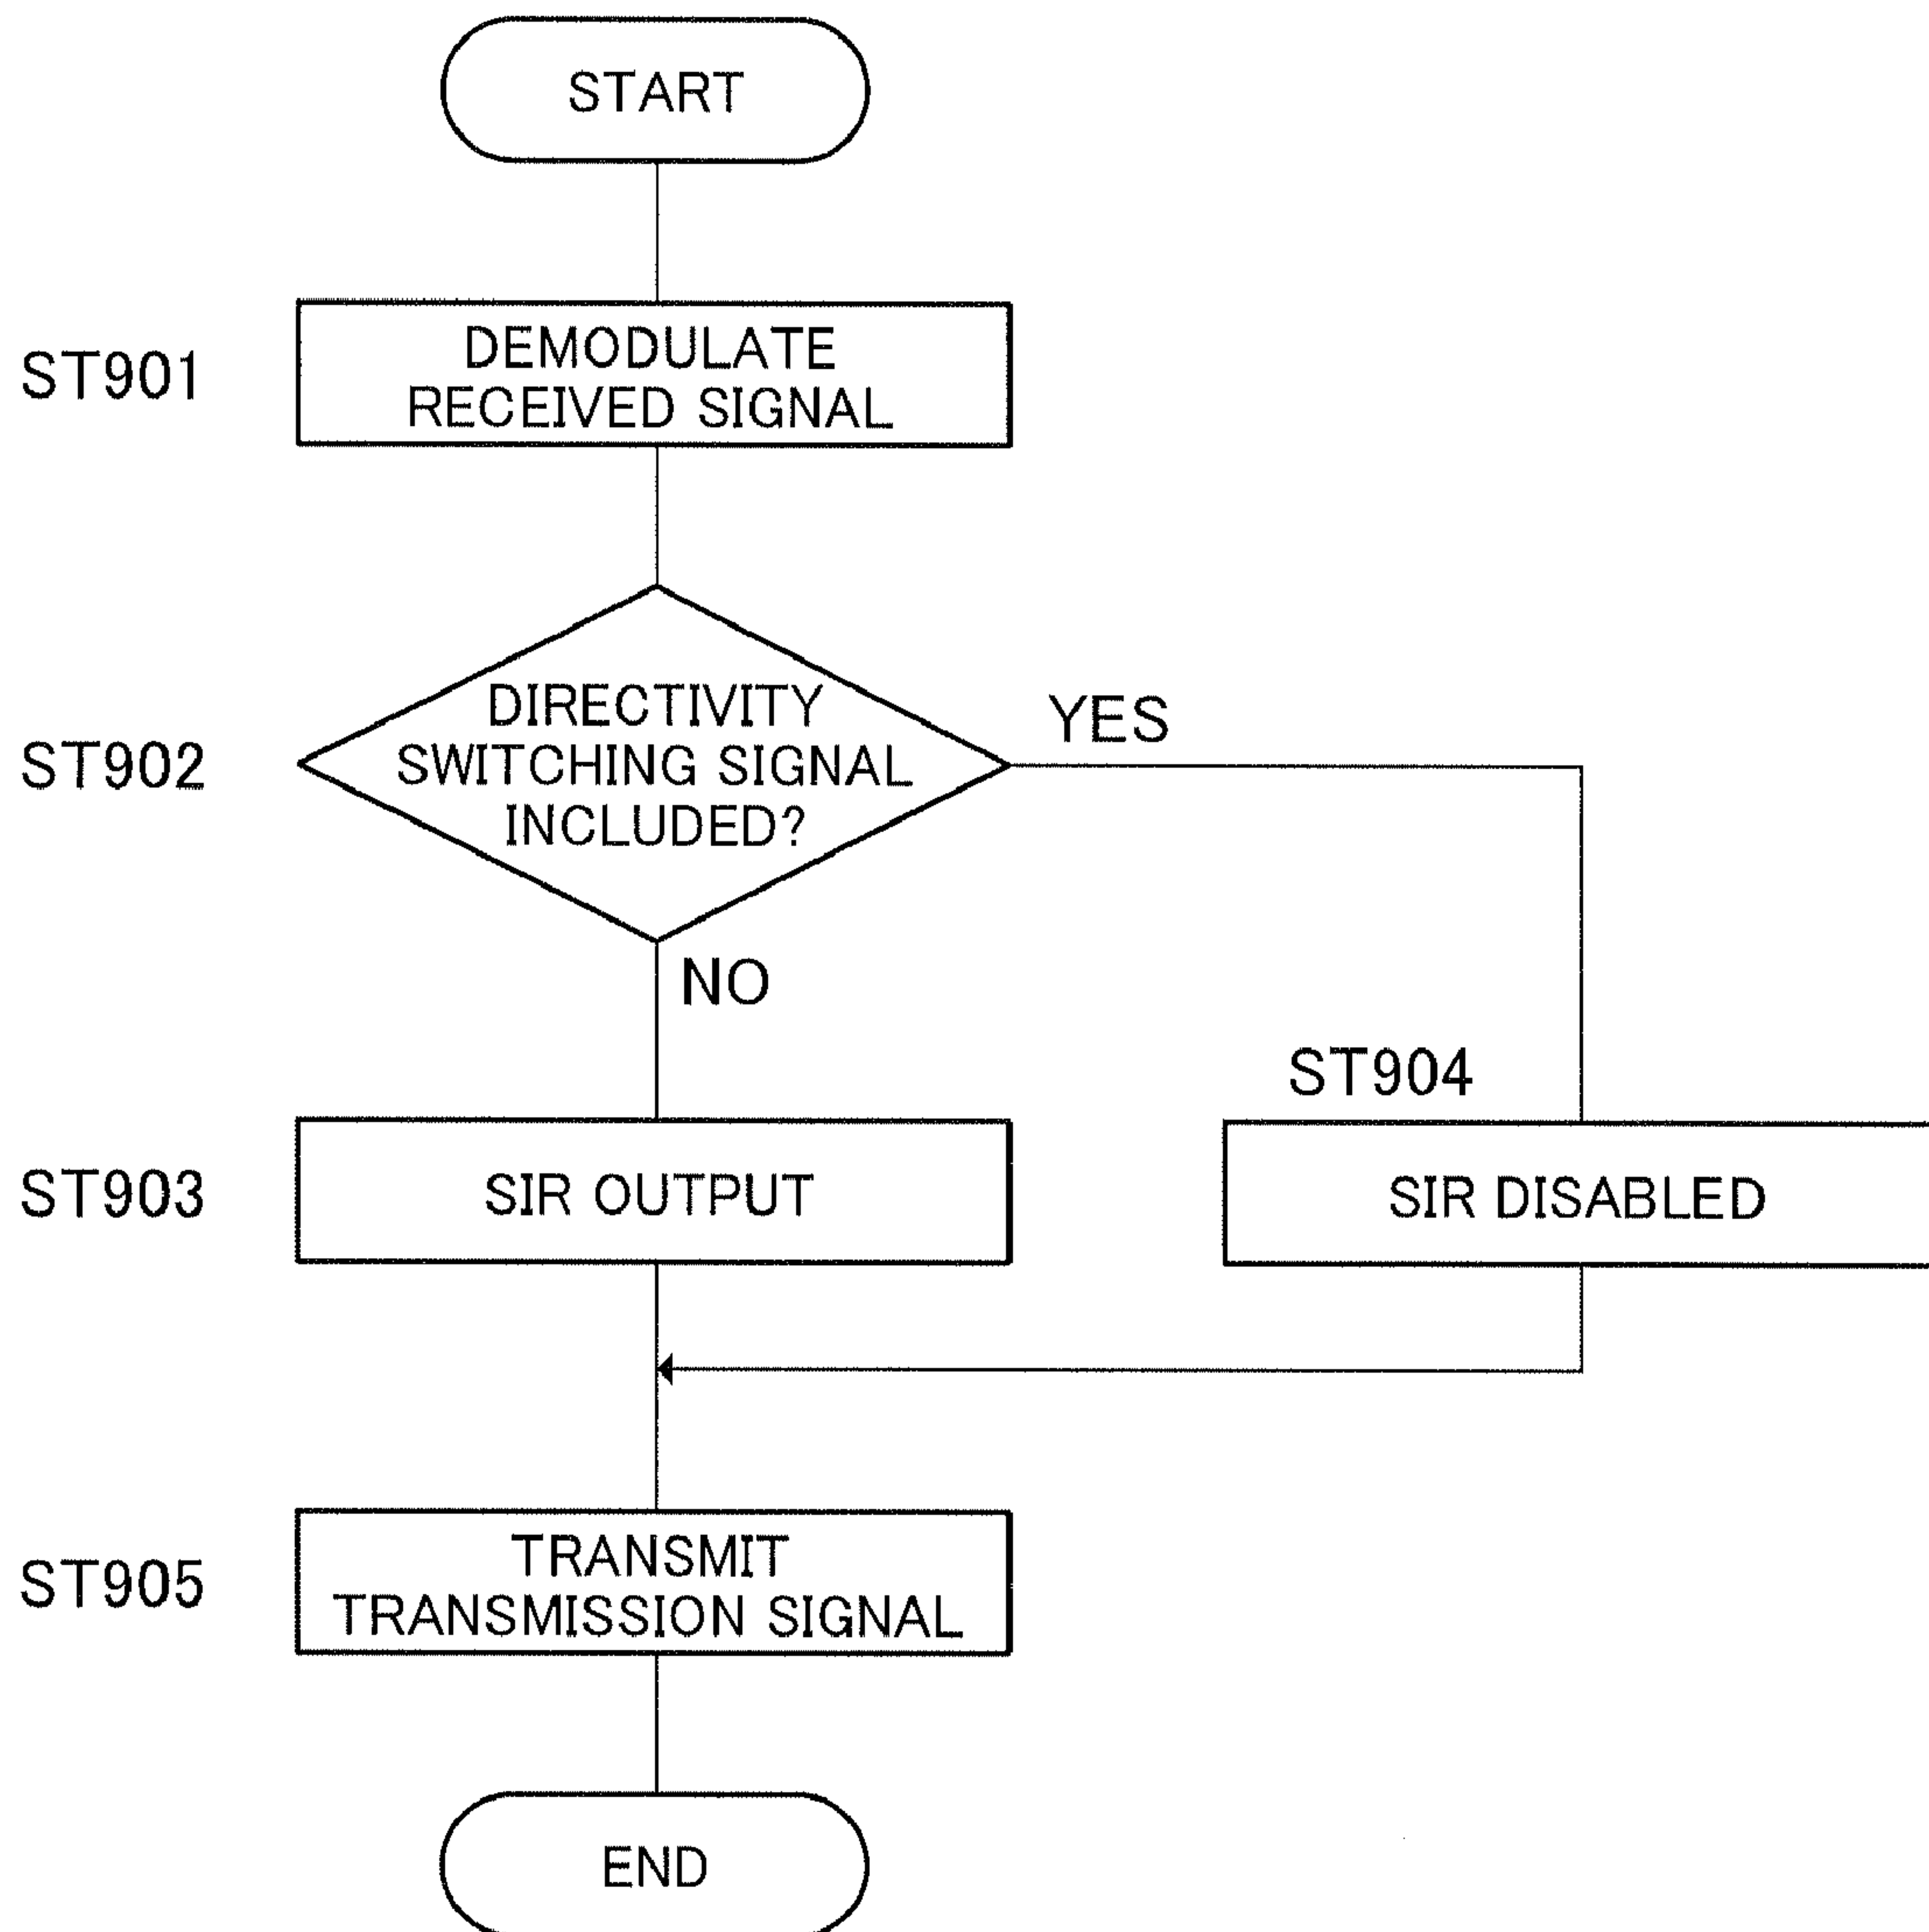 START
ST901
DEMODULATE
RECEIVED SIGNAL
ST902
DIRECTIVITY
SWITCHING SIGNAL
INCLUDED?
YES
NO
ST903
SIR OUTPUT
ST904
SIR DISABLED
ST905
TRANSMIT
TRANSMISSION SIGNAL
END